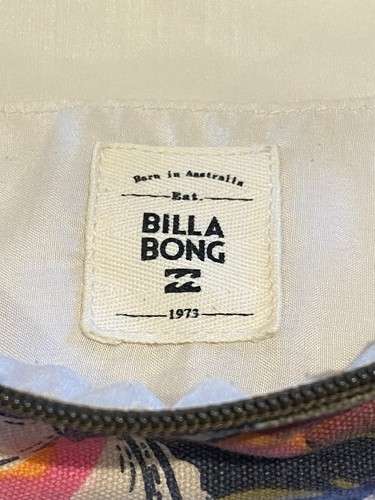 Born in Australia
Est.
BILLA
BONG
1973